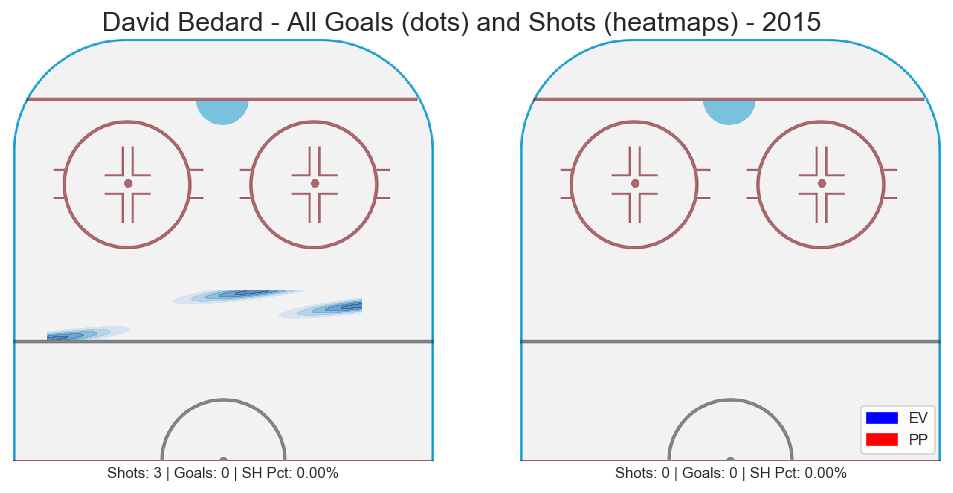 David Bedard - All Goals (dots) and Shots (heatmaps) - 2015
EV
PP
Shots: 3 | Goals: 0 | SH Pct: 0.00%
Shots: 0 | Goals: 0 | SH Pct: 0.00%